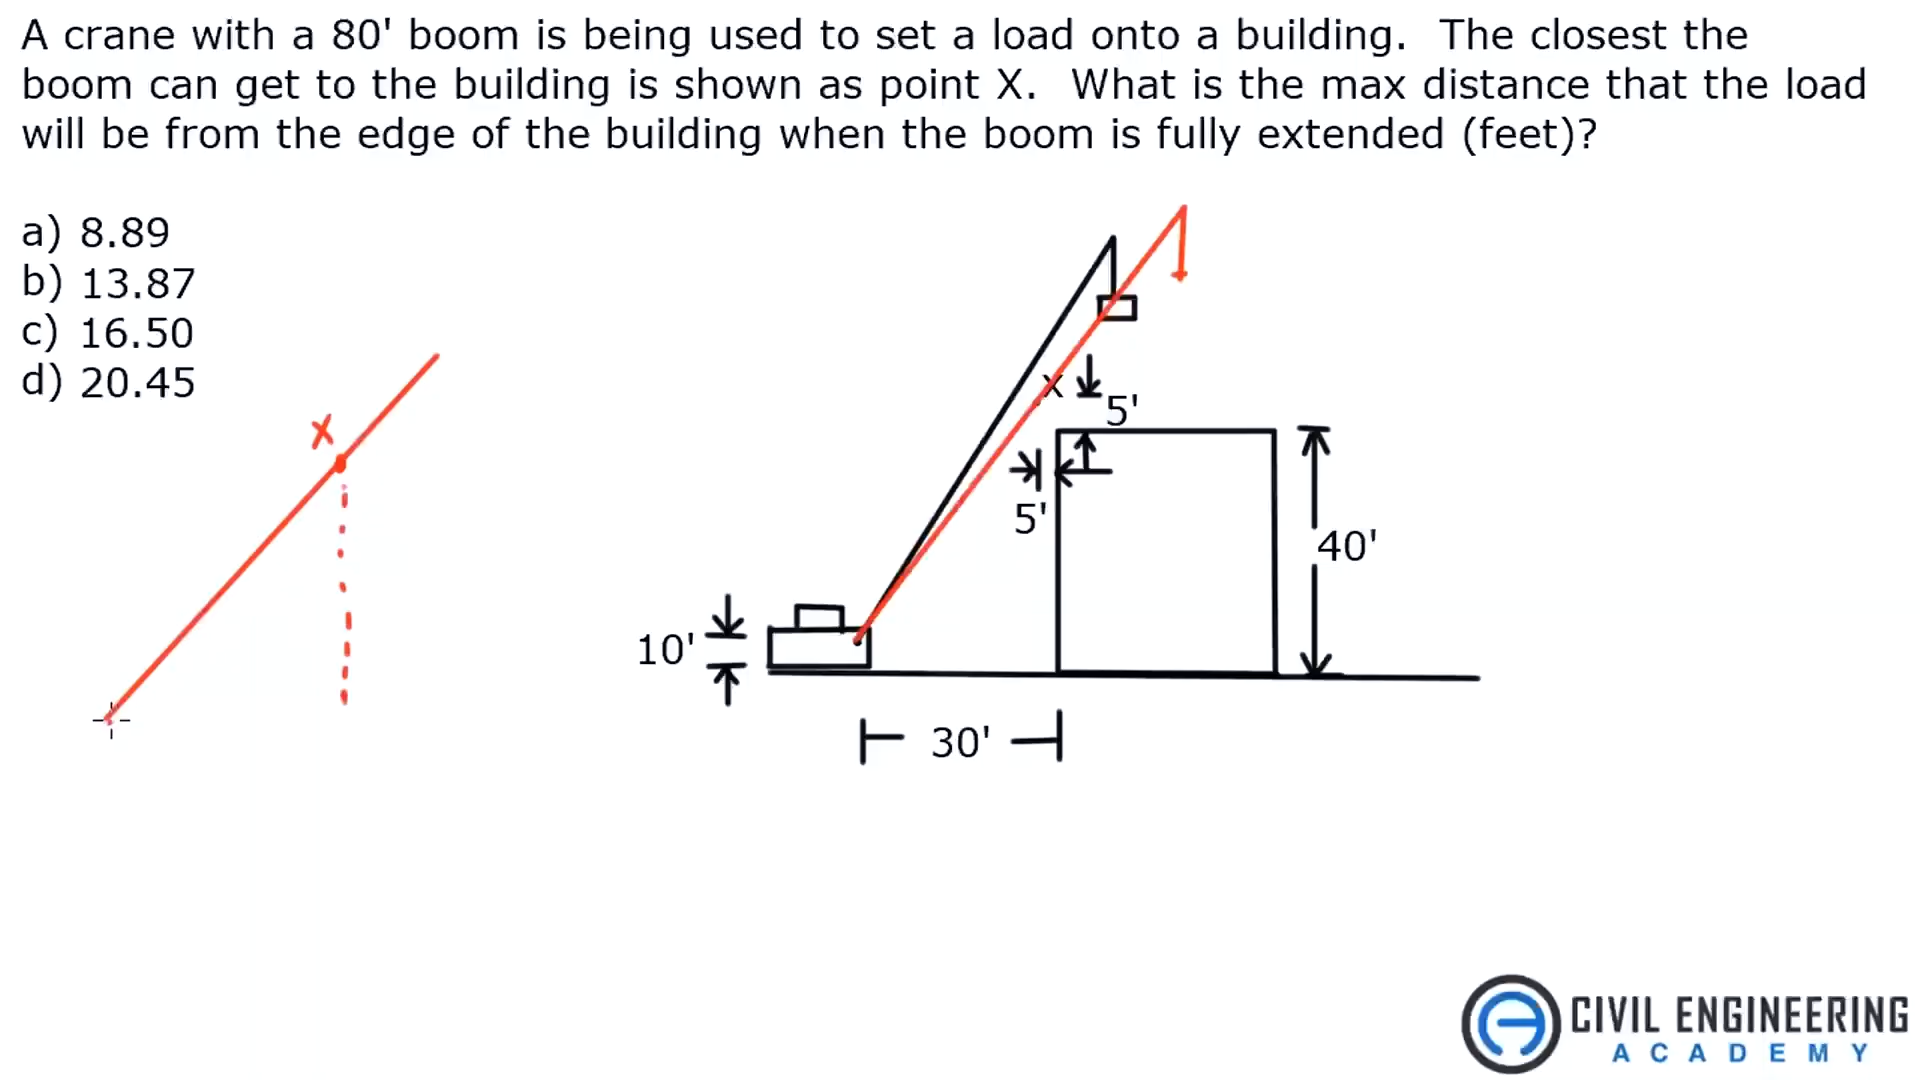 A crane with a 80' boom is being used to set a load onto a building. The closest the
boom can get to the building is shown as point X. What is the max distance that the load
will be from the edge of the building when the boom is fully extended (feet)?
a) 8.89
b) 13.87
c) 16.50
d) 20.45
X
x
5'
5'
40'
10'
30'
CIVIL ENGINEERING
ACADEMY